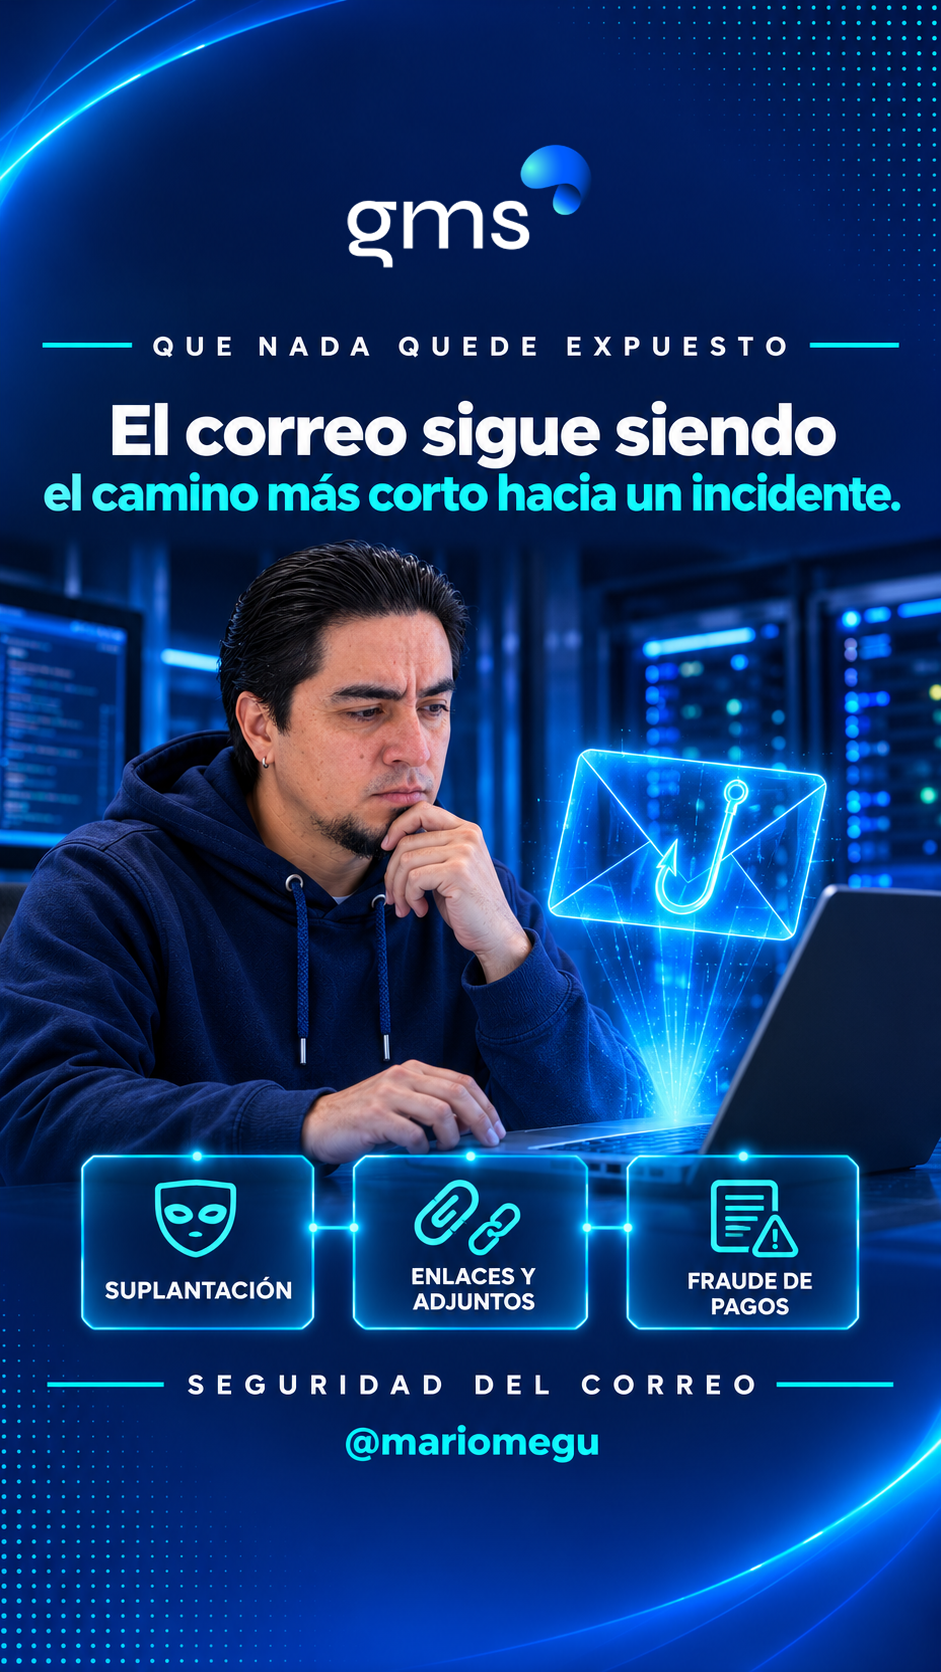 gms
QUE NADA QUEDE EXPUESTO
El correo sigue siendo
el camino más corto hacia un incidente.
SUPLANTACIÓN
ENLACES Y
ADJUNTOS
FRAUDE DE
PAGOS
SEGURIDAD DEL CORREO
@mariomegu